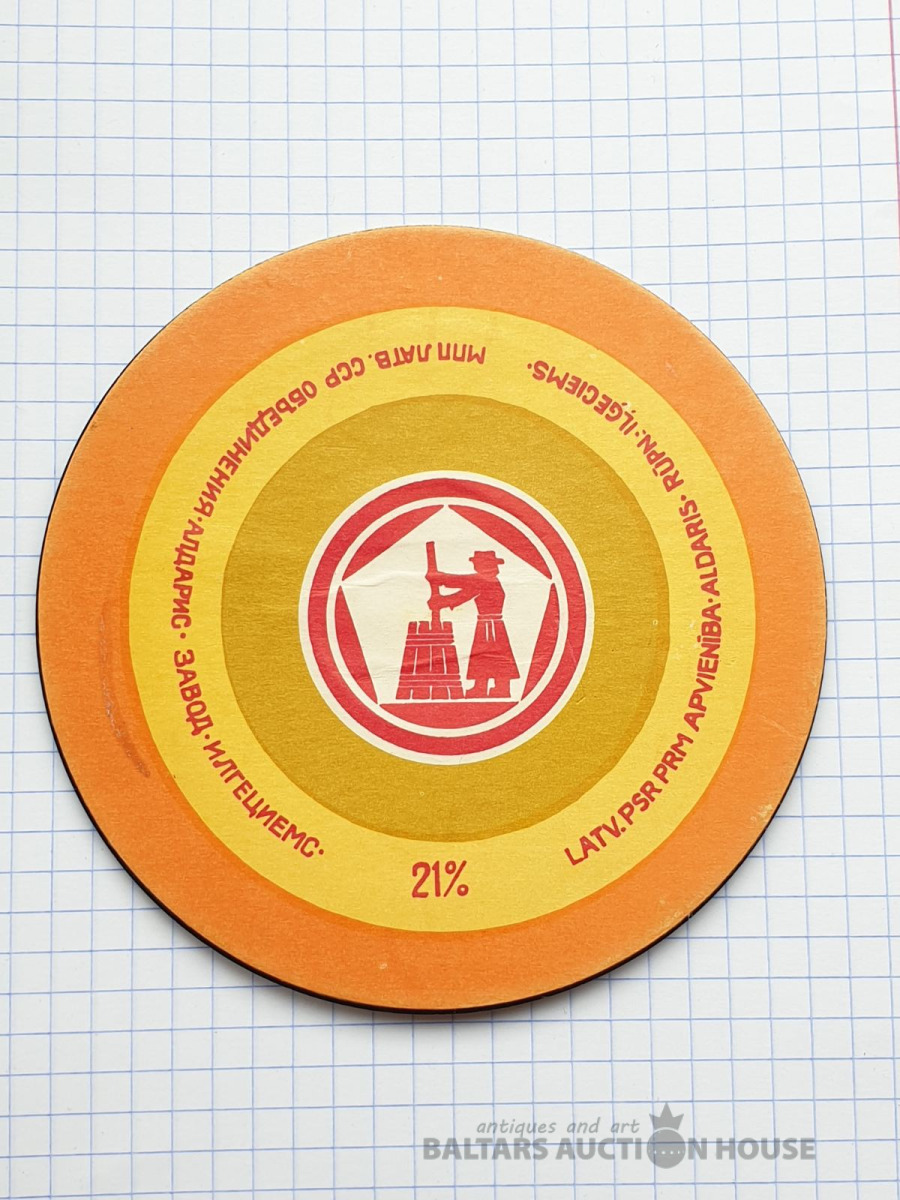 МПП ЛАТВ. ССР ОБЪЕДИНЕНИЯ·АЛДАРИС· ЗАВОД·ИЛГЕЦИЕМС·
LATV. PSR PRM APVIENĪBA·ALDARIS· RŪPN.·IĻĢECIEMS·
21%
antiques and art
BALTARS AUCTION HOUSE